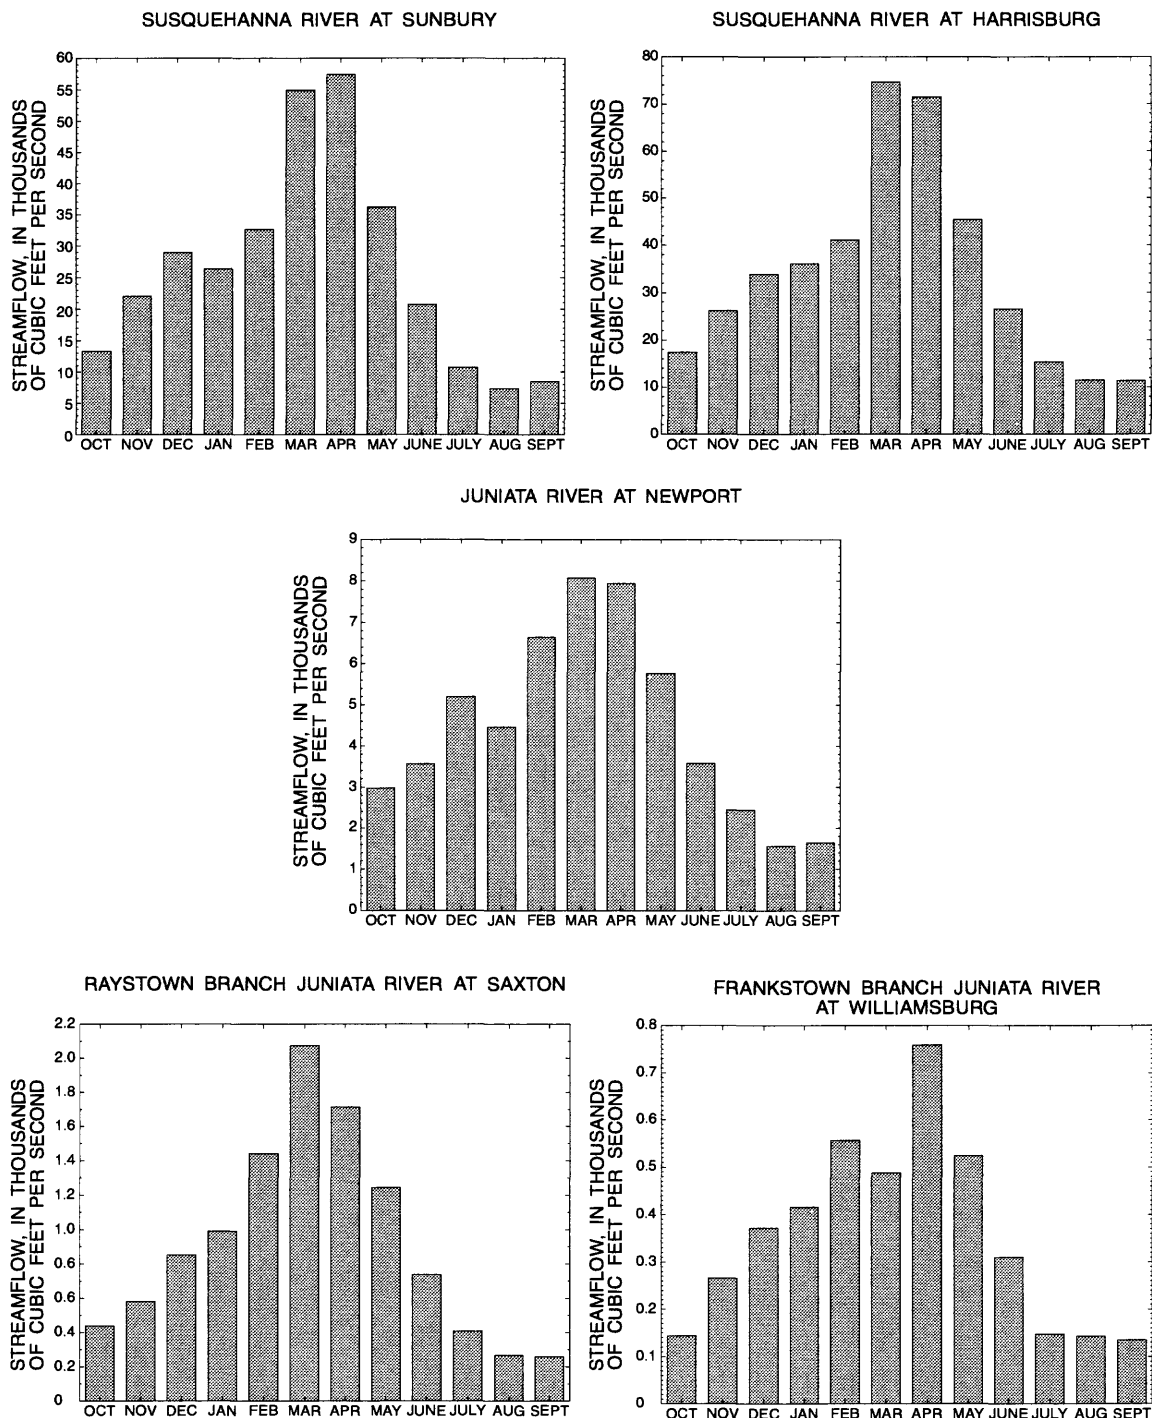 SUSQUEHANNA RIVER AT SUNBURY
STREAMFLOW, IN THOUSANDS
OF CUBIC FEET PER SECOND
60
55
50
45
40
35
30
25
20
15
10
5
0
OCT NOV DEC JAN FEB MAR APR MAY JUNE JULY AUG SEPT
SUSQUEHANNA RIVER AT HARRISBURG
STREAMFLOW, IN THOUSANDS
OF CUBIC FEET PER SECOND
80
70
60
50
40
30
20
10
0
OCT NOV DEC JAN FEB MAR APR MAY JUNE JULY AUG SEPT
JUNIATA RIVER AT NEWPORT
STREAMFLOW, IN THOUSANDS
OF CUBIC FEET PER SECOND
9
8
7
6
5
4
3
2
1
0
OCT NOV DEC JAN FEB MAR APR MAY JUNE JULY AUG SEPT
RAYSTOWN BRANCH JUNIATA RIVER AT SAXTON
STREAMFLOW, IN THOUSANDS
OF CUBIC FEET PER SECOND
2.2
2.0
1.8
1.6
1.4
1.2
1.0
0.6
0.6
0.4
0.2
0
OCT NOV DEC JAN FEB MAR APR MAY JUNE JULY AUG SEPT
FRANKSTOWN BRANCH JUNIATA RIVER
AT WILLIAMSBURG
STREAMFLOW, IN THOUSANDS
OF CUBIC FEET PER SECOND
0.8
0.7
0.6
0.5
0.4
0.3
0.2
0.1
0
OCT NOV DEC JAN FEB MAR APR MAY JUNE JULY AUG SEPT